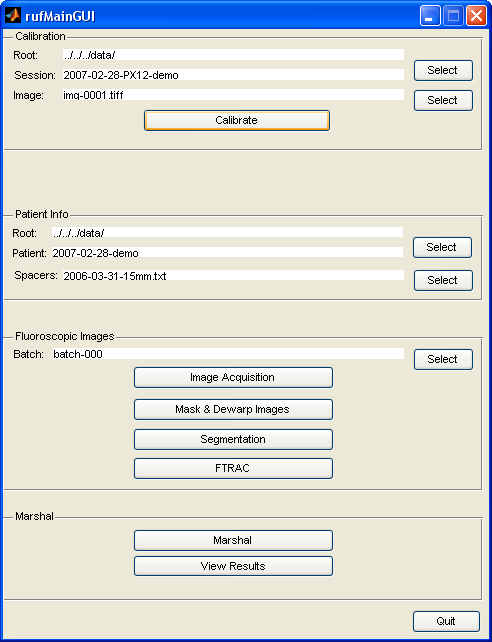 rufMainGUI
Calibration
Root: ../../../data/
Session: 2007-02-28-PX12-demo
Select
Image: img-0001.tiff
Select
Calibrate
Patient Info
Root: ../../../data/
Patient: 2007-02-28-demo
Select
Spacers: 2006-03-31-15mm.txt
Select
Fluoroscopic Images
Batch: batch-000
Select
Image Acquisition
Mask & Dewarp Images
Segmentation
FTRAC
Marshal
Marshal
View Results
Quit